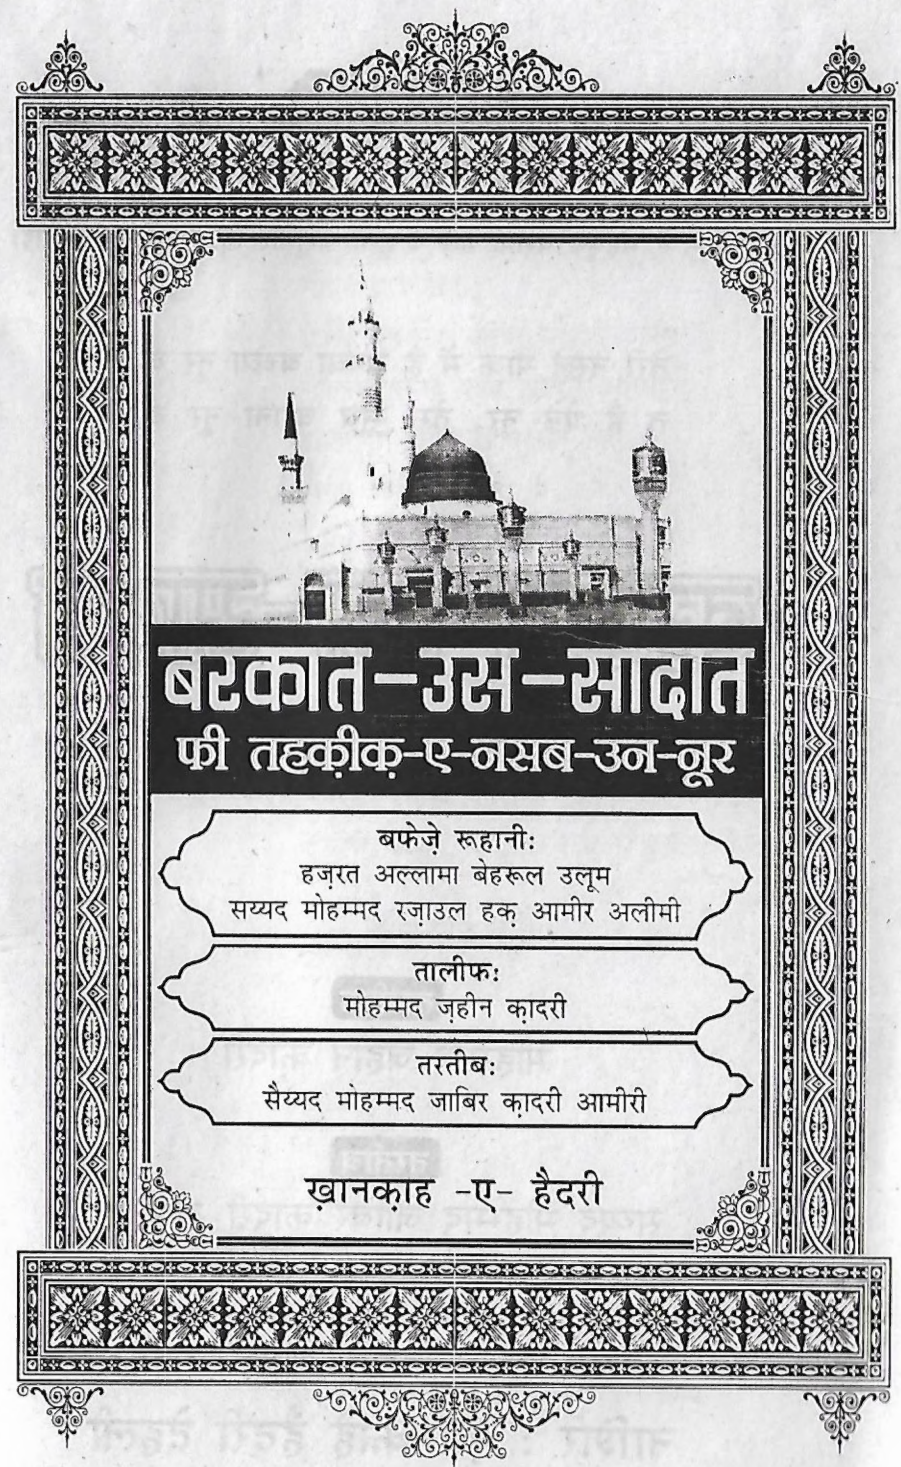 बरकात-उस-सादात
फी तहक़ीक़-ए-नसब-उन-नूर
बफेज़े रूहानी:
हज़रत अल्लामा बेहरूल उलूम
सय्यद मोहम्मद रज़ाउल हक़ आमीर अलीमी
तालीफ:
मोहम्मद ज़हीन क़ादरी
तरतीब:
सैय्यद मोहम्मद जाबिर क़ादरी आमीरी
ख़ानक़ाह -ए- हैदरी